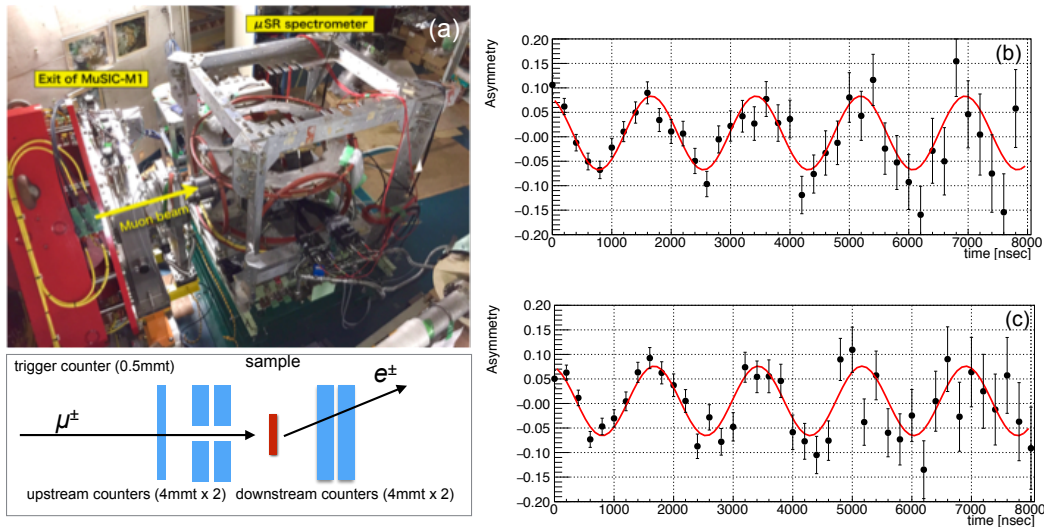 μSR spectrometer
(a)
Exit of MuSIC-M1
Muon beam
trigger counter (0.5mmt)
sample
μ±
e±
upstream counters (4mmt x 2)
downstream counters (4mmt x 2)
(b)
Asymmetry
0.20
0.15
0.10
0.05
-0.00
-0.05
-0.10
-0.15
-0.20
0 1000 2000 3000 4000 5000 6000 7000 8000
time [nsec]
(c)
Asymmetry
0.20
0.15
0.10
0.05
0.00
-0.05
-0.10
-0.15
-0.20
0 1000 2000 3000 4000 5000 6000 7000 8000
time [nsec]